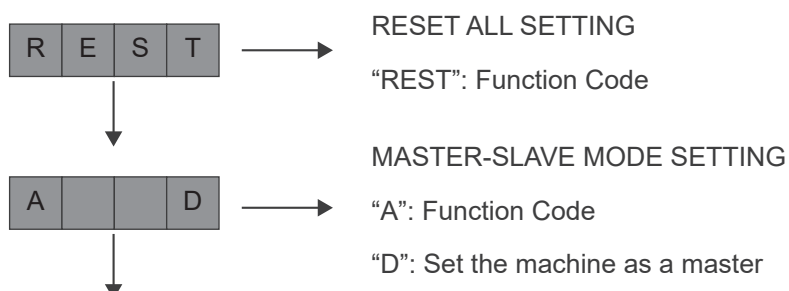 R E S T
RESET ALL SETTING
“REST”: Function Code
A D
MASTER-SLAVE MODE SETTING
“A”: Function Code
“D”: Set the machine as a master